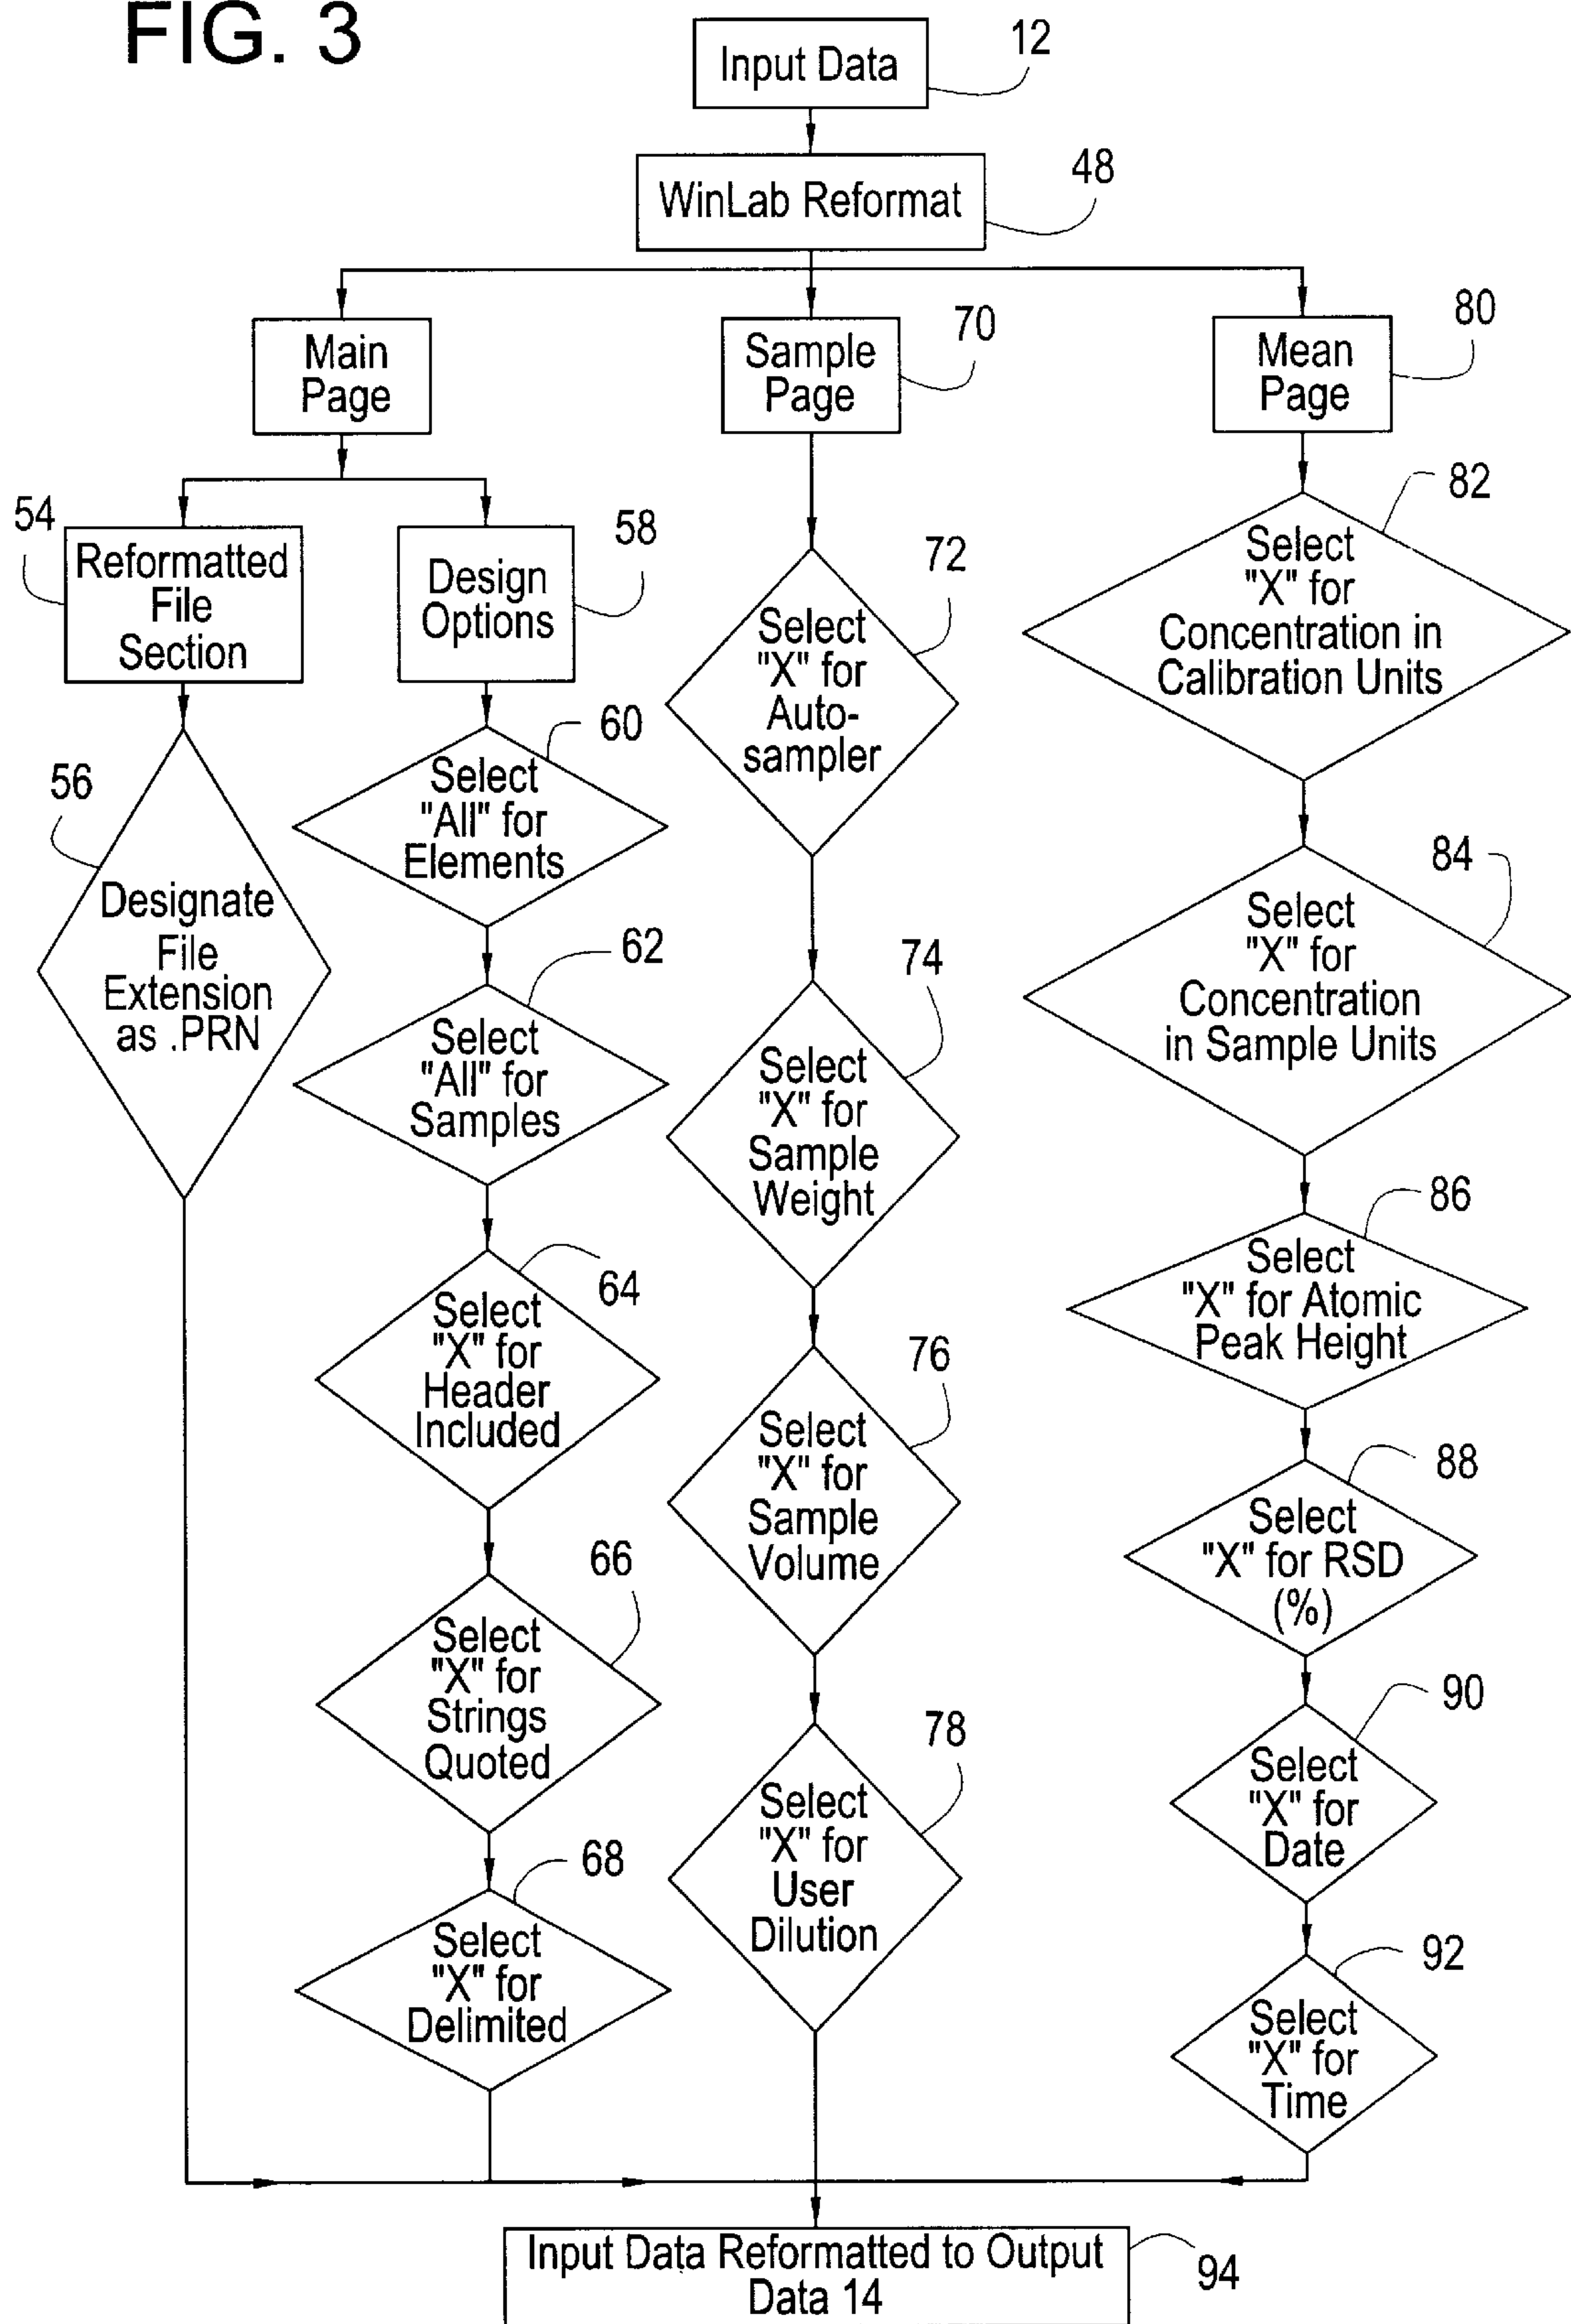 FIG. 3
Input Data
12
WinLab Reformat
48
Main
Page
Sample
Page
70
Mean
Page
80
54
Reformatted
File
Section
Design
Options
58
56
Designate
File
Extension
as .PRN
60
Select
"All" for
Elements
62
Select
"All" for
Samples
64
Select
"X" for
Header
Included
66
Select
"X" for
Strings
Quoted
68
Select
"X" for
Delimited
72
Select
"X" for
Auto-
sampler
74
Select
"X" for
Sample
Weight
76
Select
"X" for
Sample
Volume
78
Select
"X" for
User
Dilution
82
Select
"X" for
Concentration in
Calibration Units
84
Select
"X" for
Concentration
in Sample Units
86
Select
"X" for Atomic
Peak Height
88
Select
"X" for RSD
(%)
90
Select
"X" for
Date
92
Select
"X" for
Time
Input Data Reformatted to Output
Data 14
94